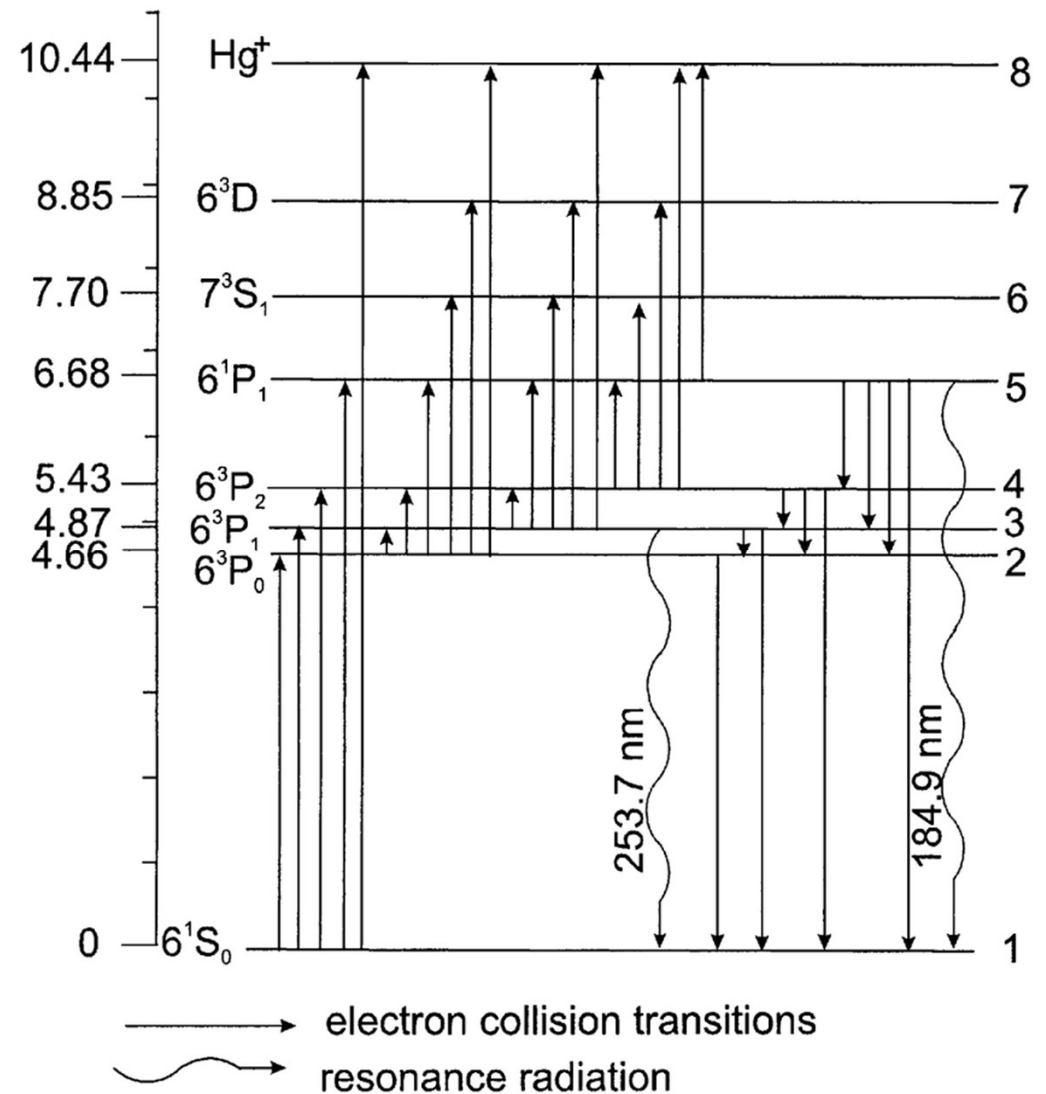 10.44 Hg⁺ 8
8.85 6³D 7
7.70 7³S₁ 6
6.68 6¹P₁ 5
5.43 6³P₂ 4
4.87 6³P₁ 3
4.66 6³P₀ 2
253.7 nm
184.9 nm
0 6¹S₀ 1
electron collision transitions
resonance radiation